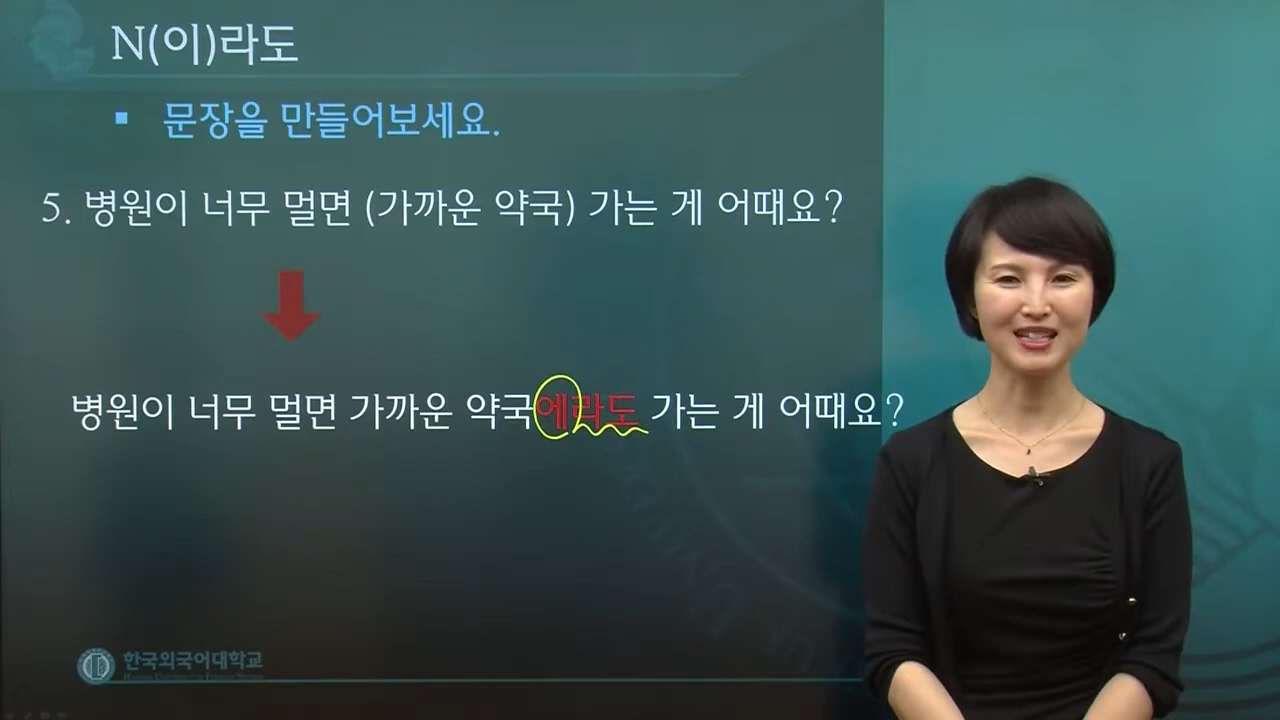 N(이)라도
▪ 문장을 만들어보세요.
5. 병원이 너무 멀면 (가까운 약국) 가는 게 어때요?
병원이 너무 멀면 가까운 약국에라도 가는 게 어때요?
한국외국어대학교